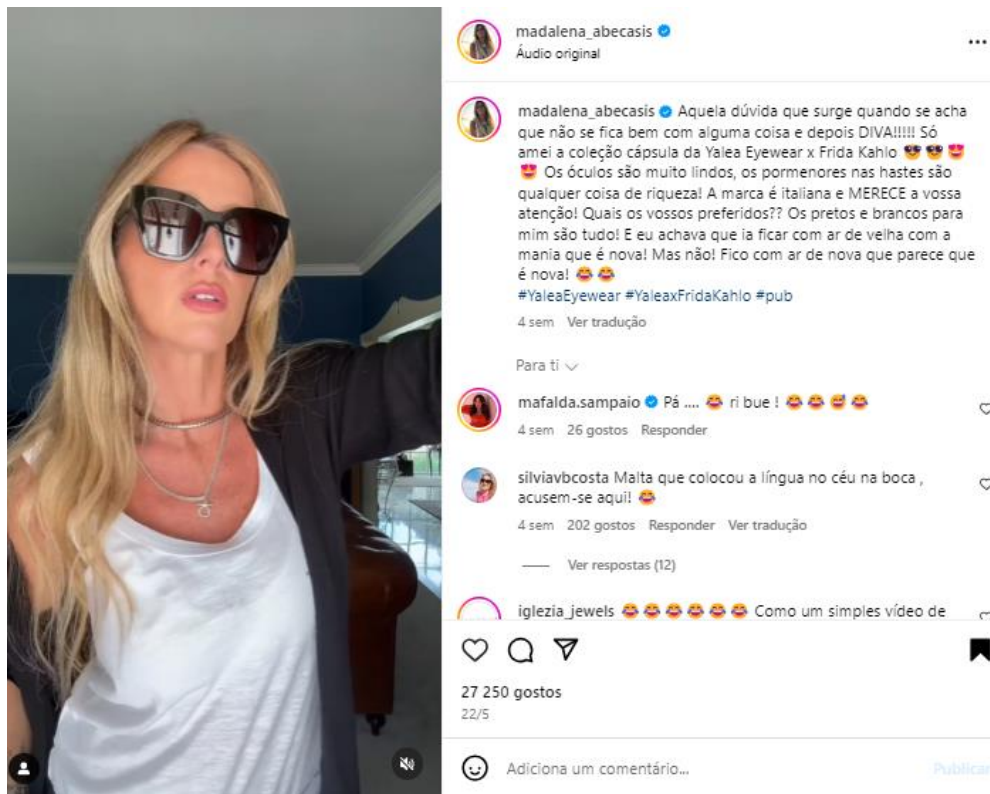 madalena_abecasis
Áudio original
madalena_abecasis Aquela dúvida que surge quando se acha
que não se fica bem com alguma coisa e depois DIVA!!!!! Só
amei a coleção cápsula da Yalea Eyewear x Frida Kahlo 😎 😎 😍
😍 Os óculos são muito lindos, os pormenores nas hastes são
qualquer coisa de riqueza! A marca é italiana e MERECE a vossa
atenção! Quais os vossos preferidos?? Os pretos e brancos para
mim são tudo! E eu achava que ia ficar com ar de velha com a
mania que é nova! Mas não! Fico com ar de nova que parece que
é nova! 😂 😂
#YaleaEyewear #YaleaxFridaKahlo #pub
4 sem Ver tradução
Para ti
mafalda.sampaio Pá .... 😂 ri bue ! 😂 😂 😅 😂
4 sem 26 gostos Responder
silviavbcosta Malta que colocou a língua no céu na boca ,
acusem-se aqui! 😂
4 sem 202 gostos Responder Ver tradução
Ver respostas (12)
iglezia_jewels 😂 😂 😂 😂 😂 😂 Como um simples vídeo de
27 250 gostos
22/5
Adiciona um comentário...
Publicar